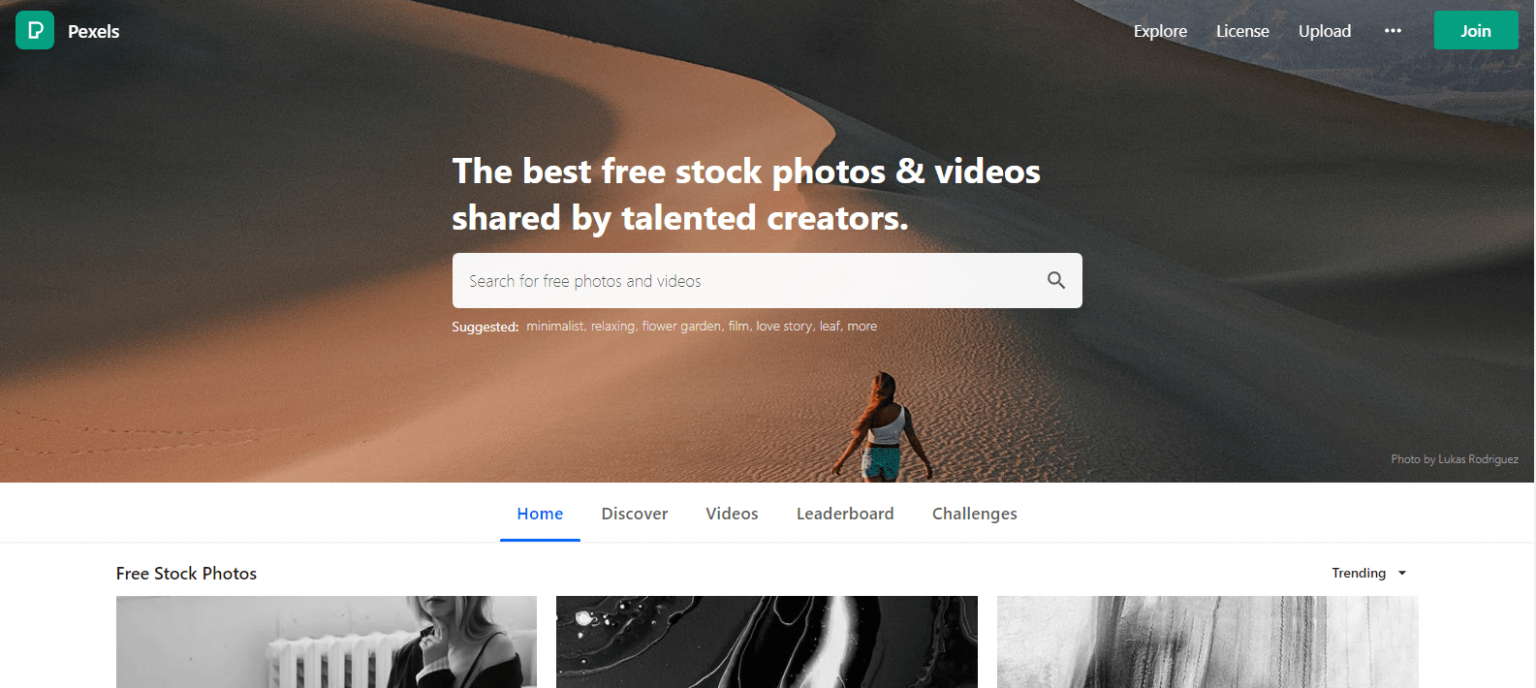 Pexels
Explore License Upload ••• Join
The best free stock photos & videos
shared by talented creators.
Search for free photos and videos
Suggested: minimalist, relaxing, flower garden, film, love story, leaf, more
Photo by Lukas Rodriguez
Home Discover Videos Leaderboard Challenges
Free Stock Photos
Trending